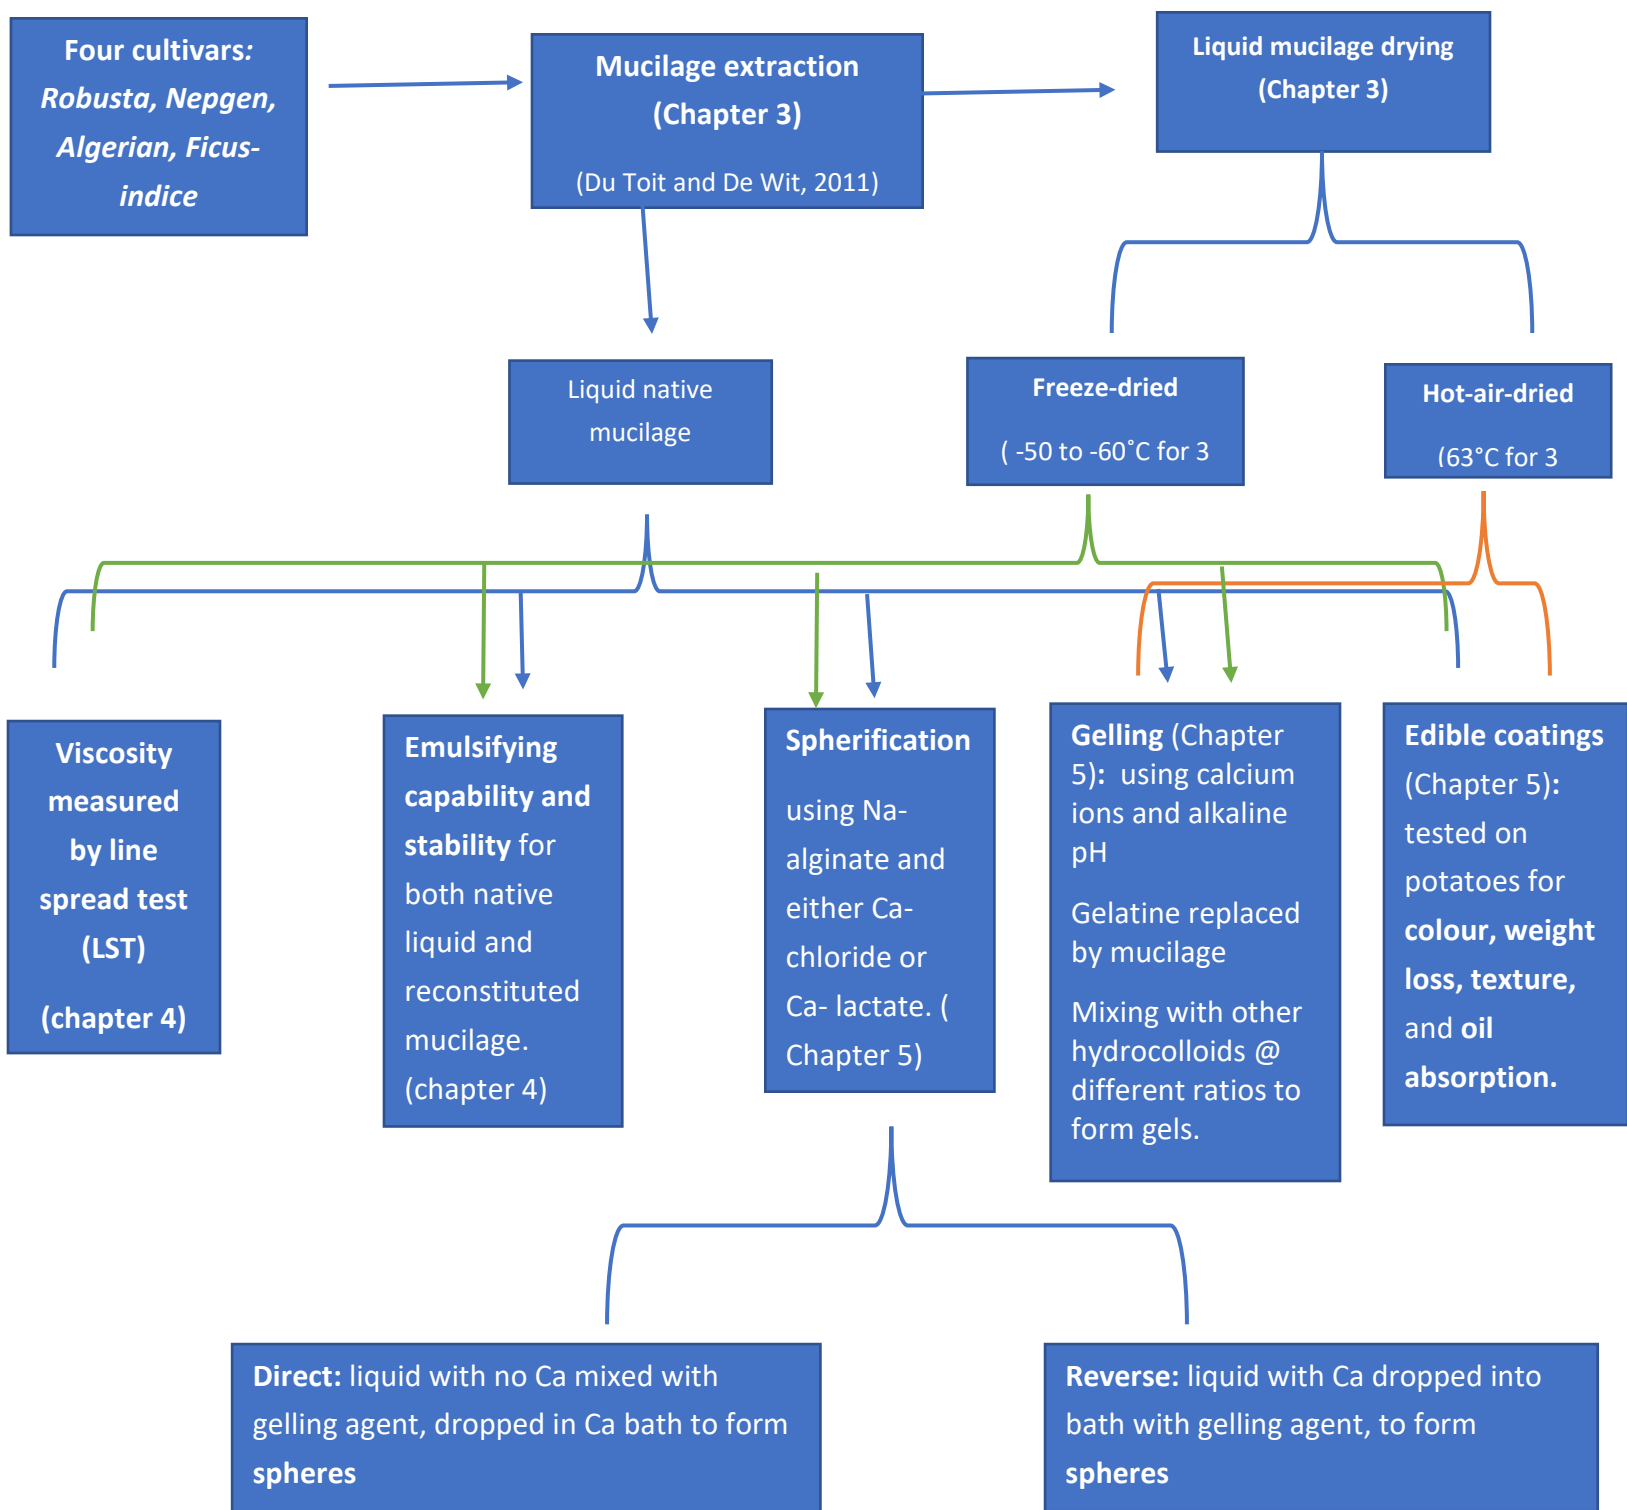 Four cultivars:
Robusta, Nepgen,
Algerian, Ficus-
indice
Mucilage extraction
(Chapter 3)
(Du Toit and De Wit, 2011)
Liquid mucilage drying
(Chapter 3)
Liquid native
mucilage
Freeze-dried
( -50 to -60˚C for 3
Hot-air-dried
(63°C for 3
Viscosity
measured
by line
spread test
(LST)
(chapter 4)
Emulsifying
capability and
stability for
both native
liquid and
reconstituted
mucilage.
(chapter 4)
Spherification
using Na-
alginate and
either Ca-
chloride or
Ca- lactate. (
Chapter 5)
Gelling (Chapter
5): using calcium
ions and alkaline
pH
Gelatine replaced
by mucilage
Mixing with other
hydrocolloids @
different ratios to
form gels.
Edible coatings
(Chapter 5):
tested on
potatoes for
colour, weight
loss, texture,
and oil
absorption.
Direct: liquid with no Ca mixed with
gelling agent, dropped in Ca bath to form
spheres
Reverse: liquid with Ca dropped into
bath with gelling agent, to form
spheres